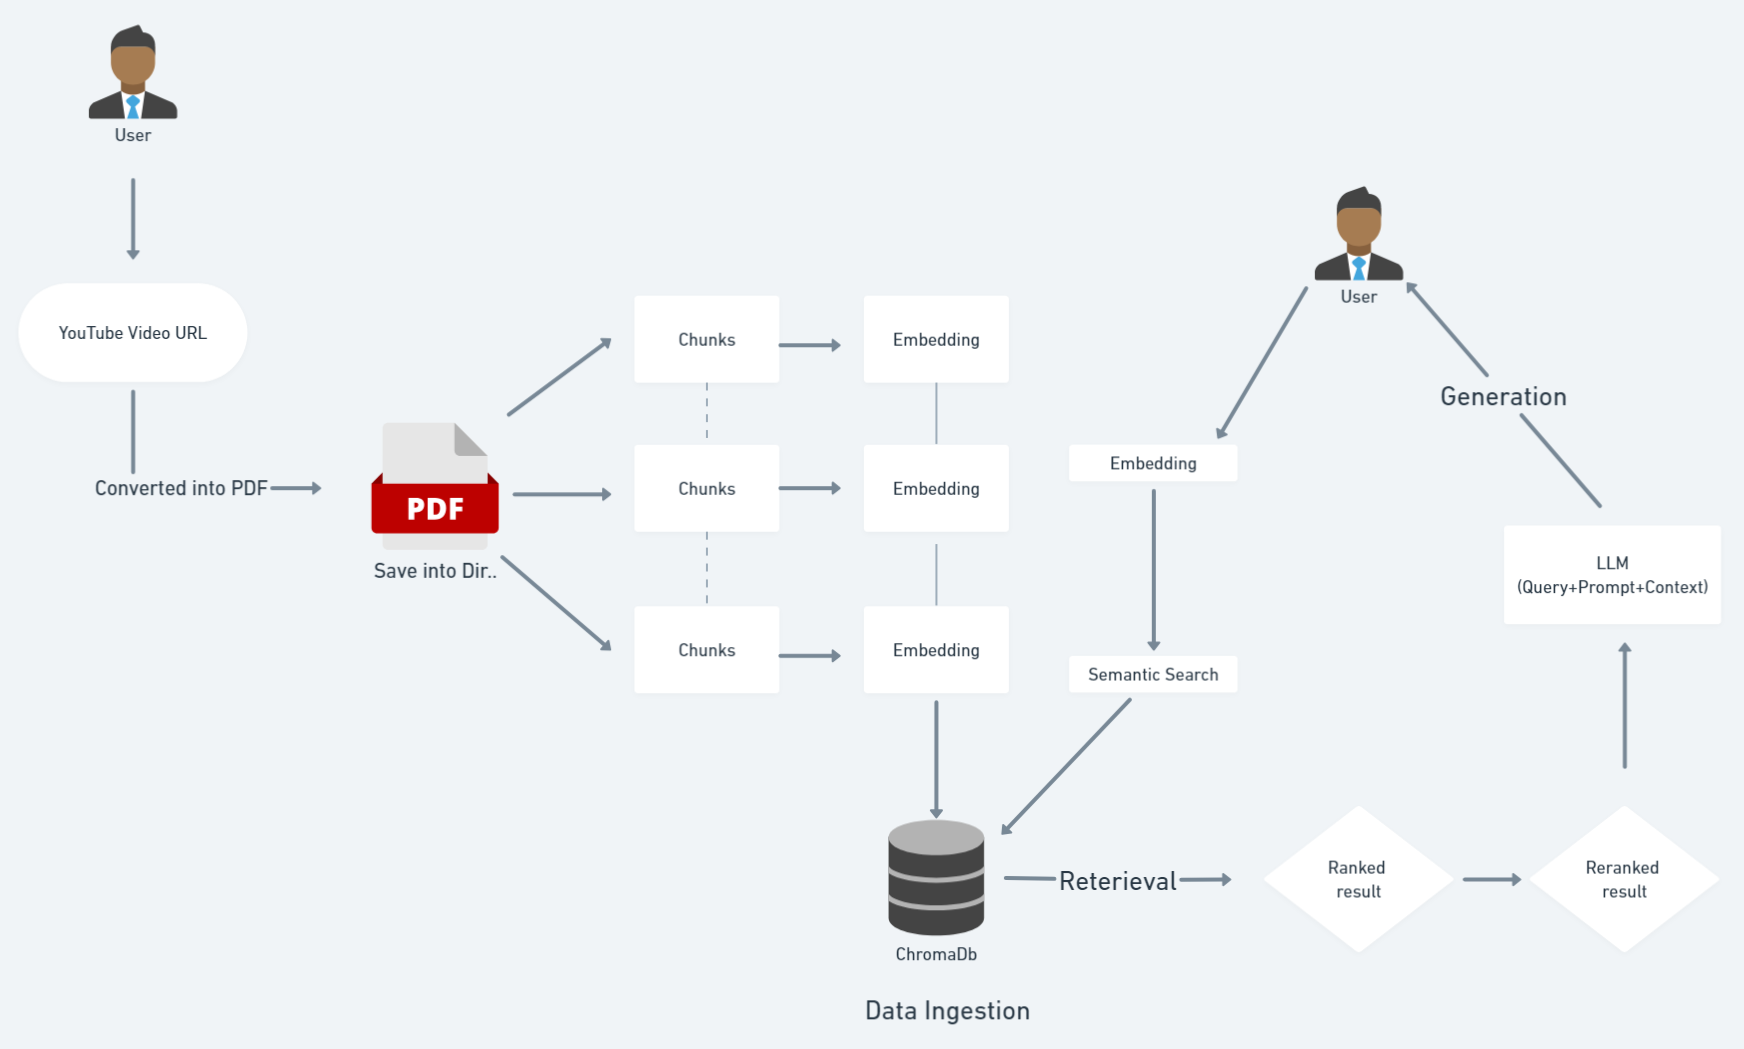 User
YouTube Video URL
Converted into PDF
PDF
Save into Dir..
Chunks
Embedding
Chunks
Embedding
Chunks
Embedding
ChromaDb
Data Ingestion
User
Embedding
Semantic Search
Reterieval
Ranked
result
Reranked
result
LLM
(Query+Prompt+Context)
Generation